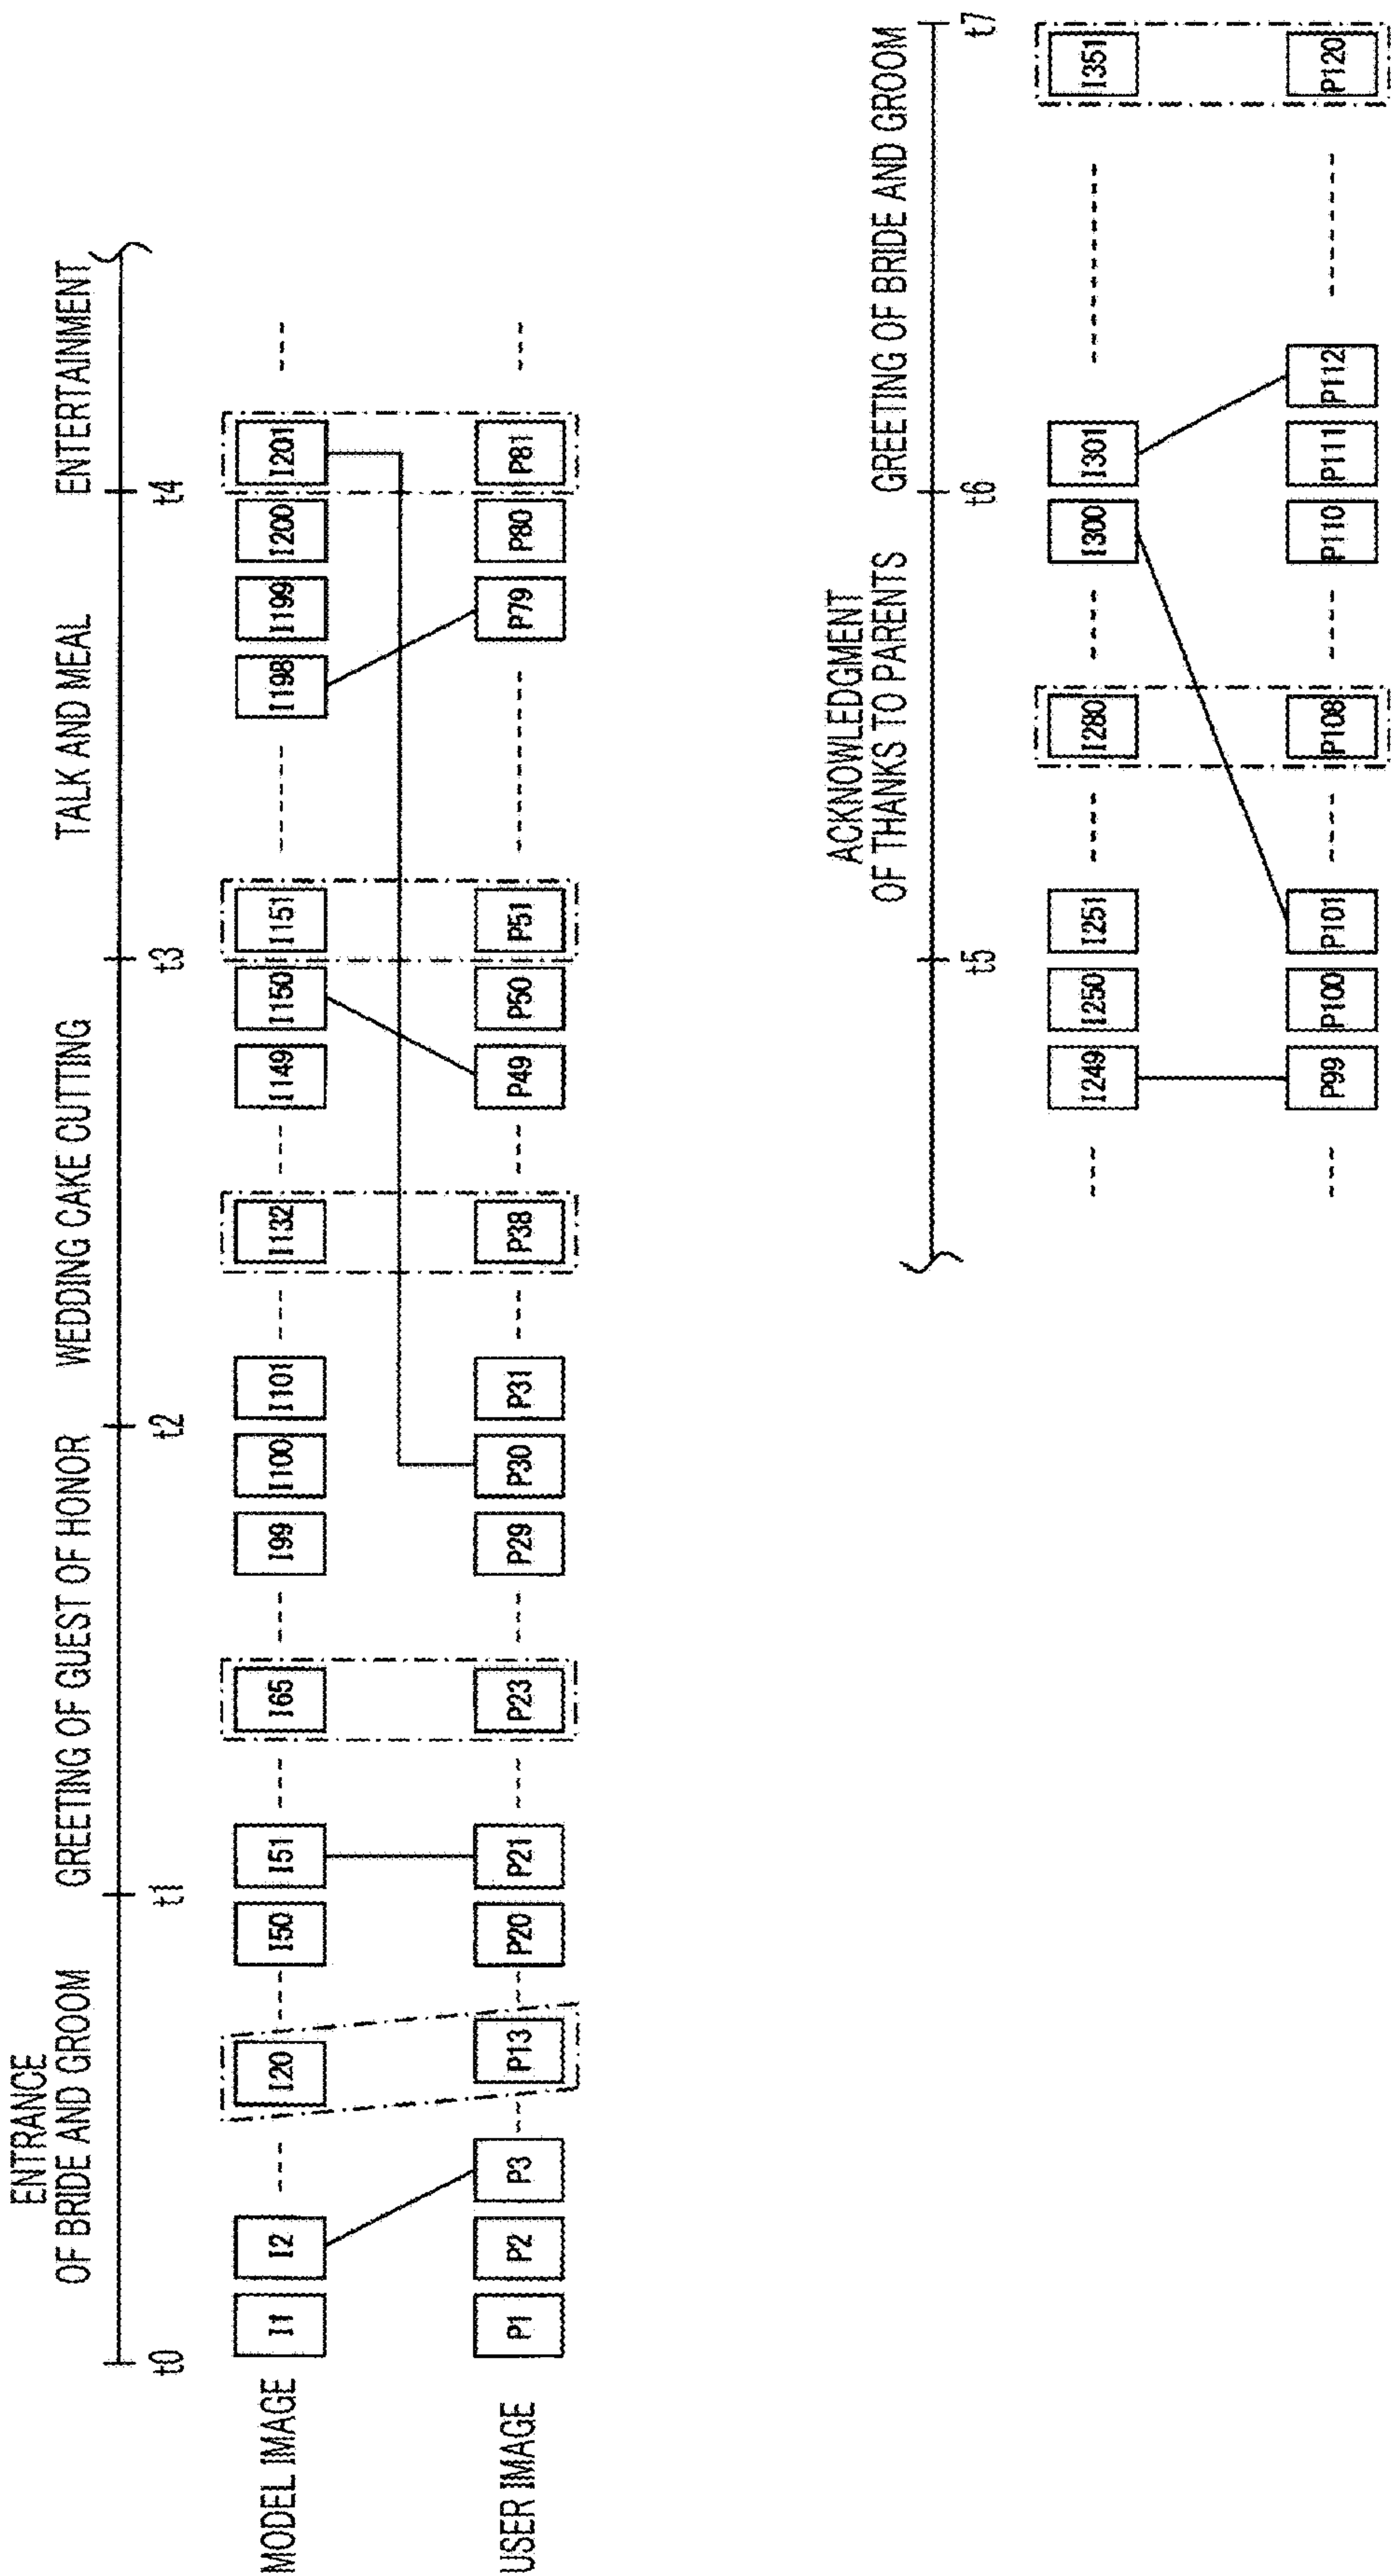 ENTRANCE
OF BRIDE AND GROOM
GREETING OF GUEST OF HONOR
WEDDING CAKE CUTTING
TALK AND MEAL
ENTERTAINMENT
t0 t1 t2 t3 t4
MODEL IMAGE
I1 I2 I20 I50 I51 I65 I99 I100 I101 I132 I149 I150 I151 I198 I199 I200 I201
USER IMAGE
P1 P2 P3 P13 P20 P21 P23 P29 P30 P31 P38 P49 P50 P51 P79 P80 P81
ACKNOWLEDGMENT
OF THANKS TO PARENTS
GREETING OF BRIDE AND GROOM
t5 t6 t7
I249 I250 I251 I280 I300 I301 I351
P99 P100 P101 P108 P110 P111 P112 P120